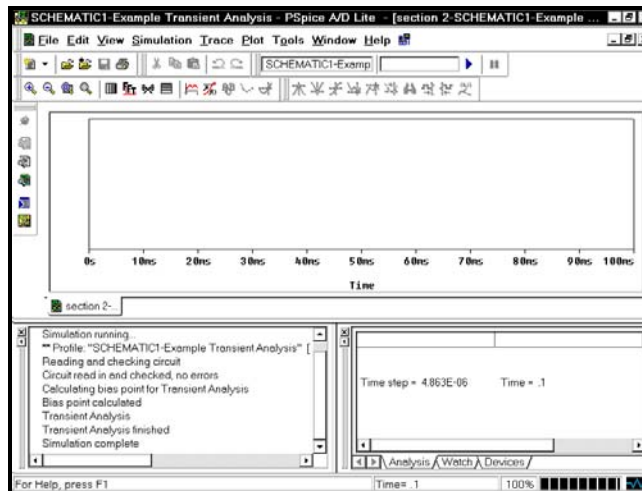 SCHEMATIC1-Example Transient Analysis - PSpice A/D Lite - [section 2-SCHEMATIC1-Example ...
File Edit View Simulation Trace Plot Tools Window Help
SCHEMATIC1-Examp
0s 10ms 20ms 30ms 40ms 50ms 60ms 70ms 80ms 90ms 100ms
Time
section 2-...
Simulation running...
** Profile: "SCHEMATIC1-Example Transient Analysis" [
Reading and checking circuit
Circuit read in and checked, no errors
Calculating bias point for Transient Analysis
Bias point calculated
Transient Analysis
Transient Analysis finished
Simulation complete
Time step = 4.863E-06 Time = .1
Analysis Watch Devices
For Help, press F1 Time= .1 100%